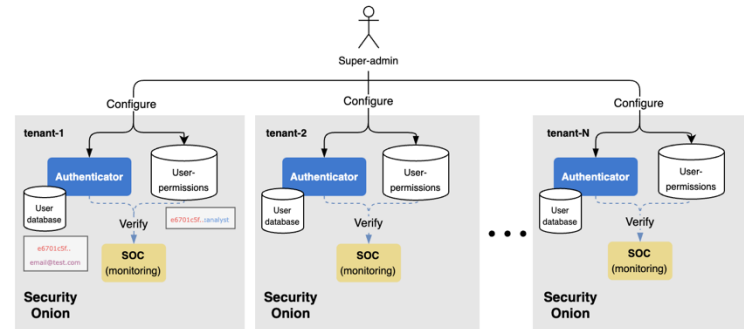 Super-admin
Configure
Configure
Configure
tenant-1
tenant-2
tenant-N
Authenticator
User-
permissions
User
database
Verify
e6701c5f..
email@test.com
e6701c5f..:analyst
SOC
(monitoring)
Security
Onion
Authenticator
User-
permissions
User
database
Verify
SOC
(monitoring)
Security
Onion
Authenticator
User-
permissions
User
database
Verify
SOC
(monitoring)
Security
Onion